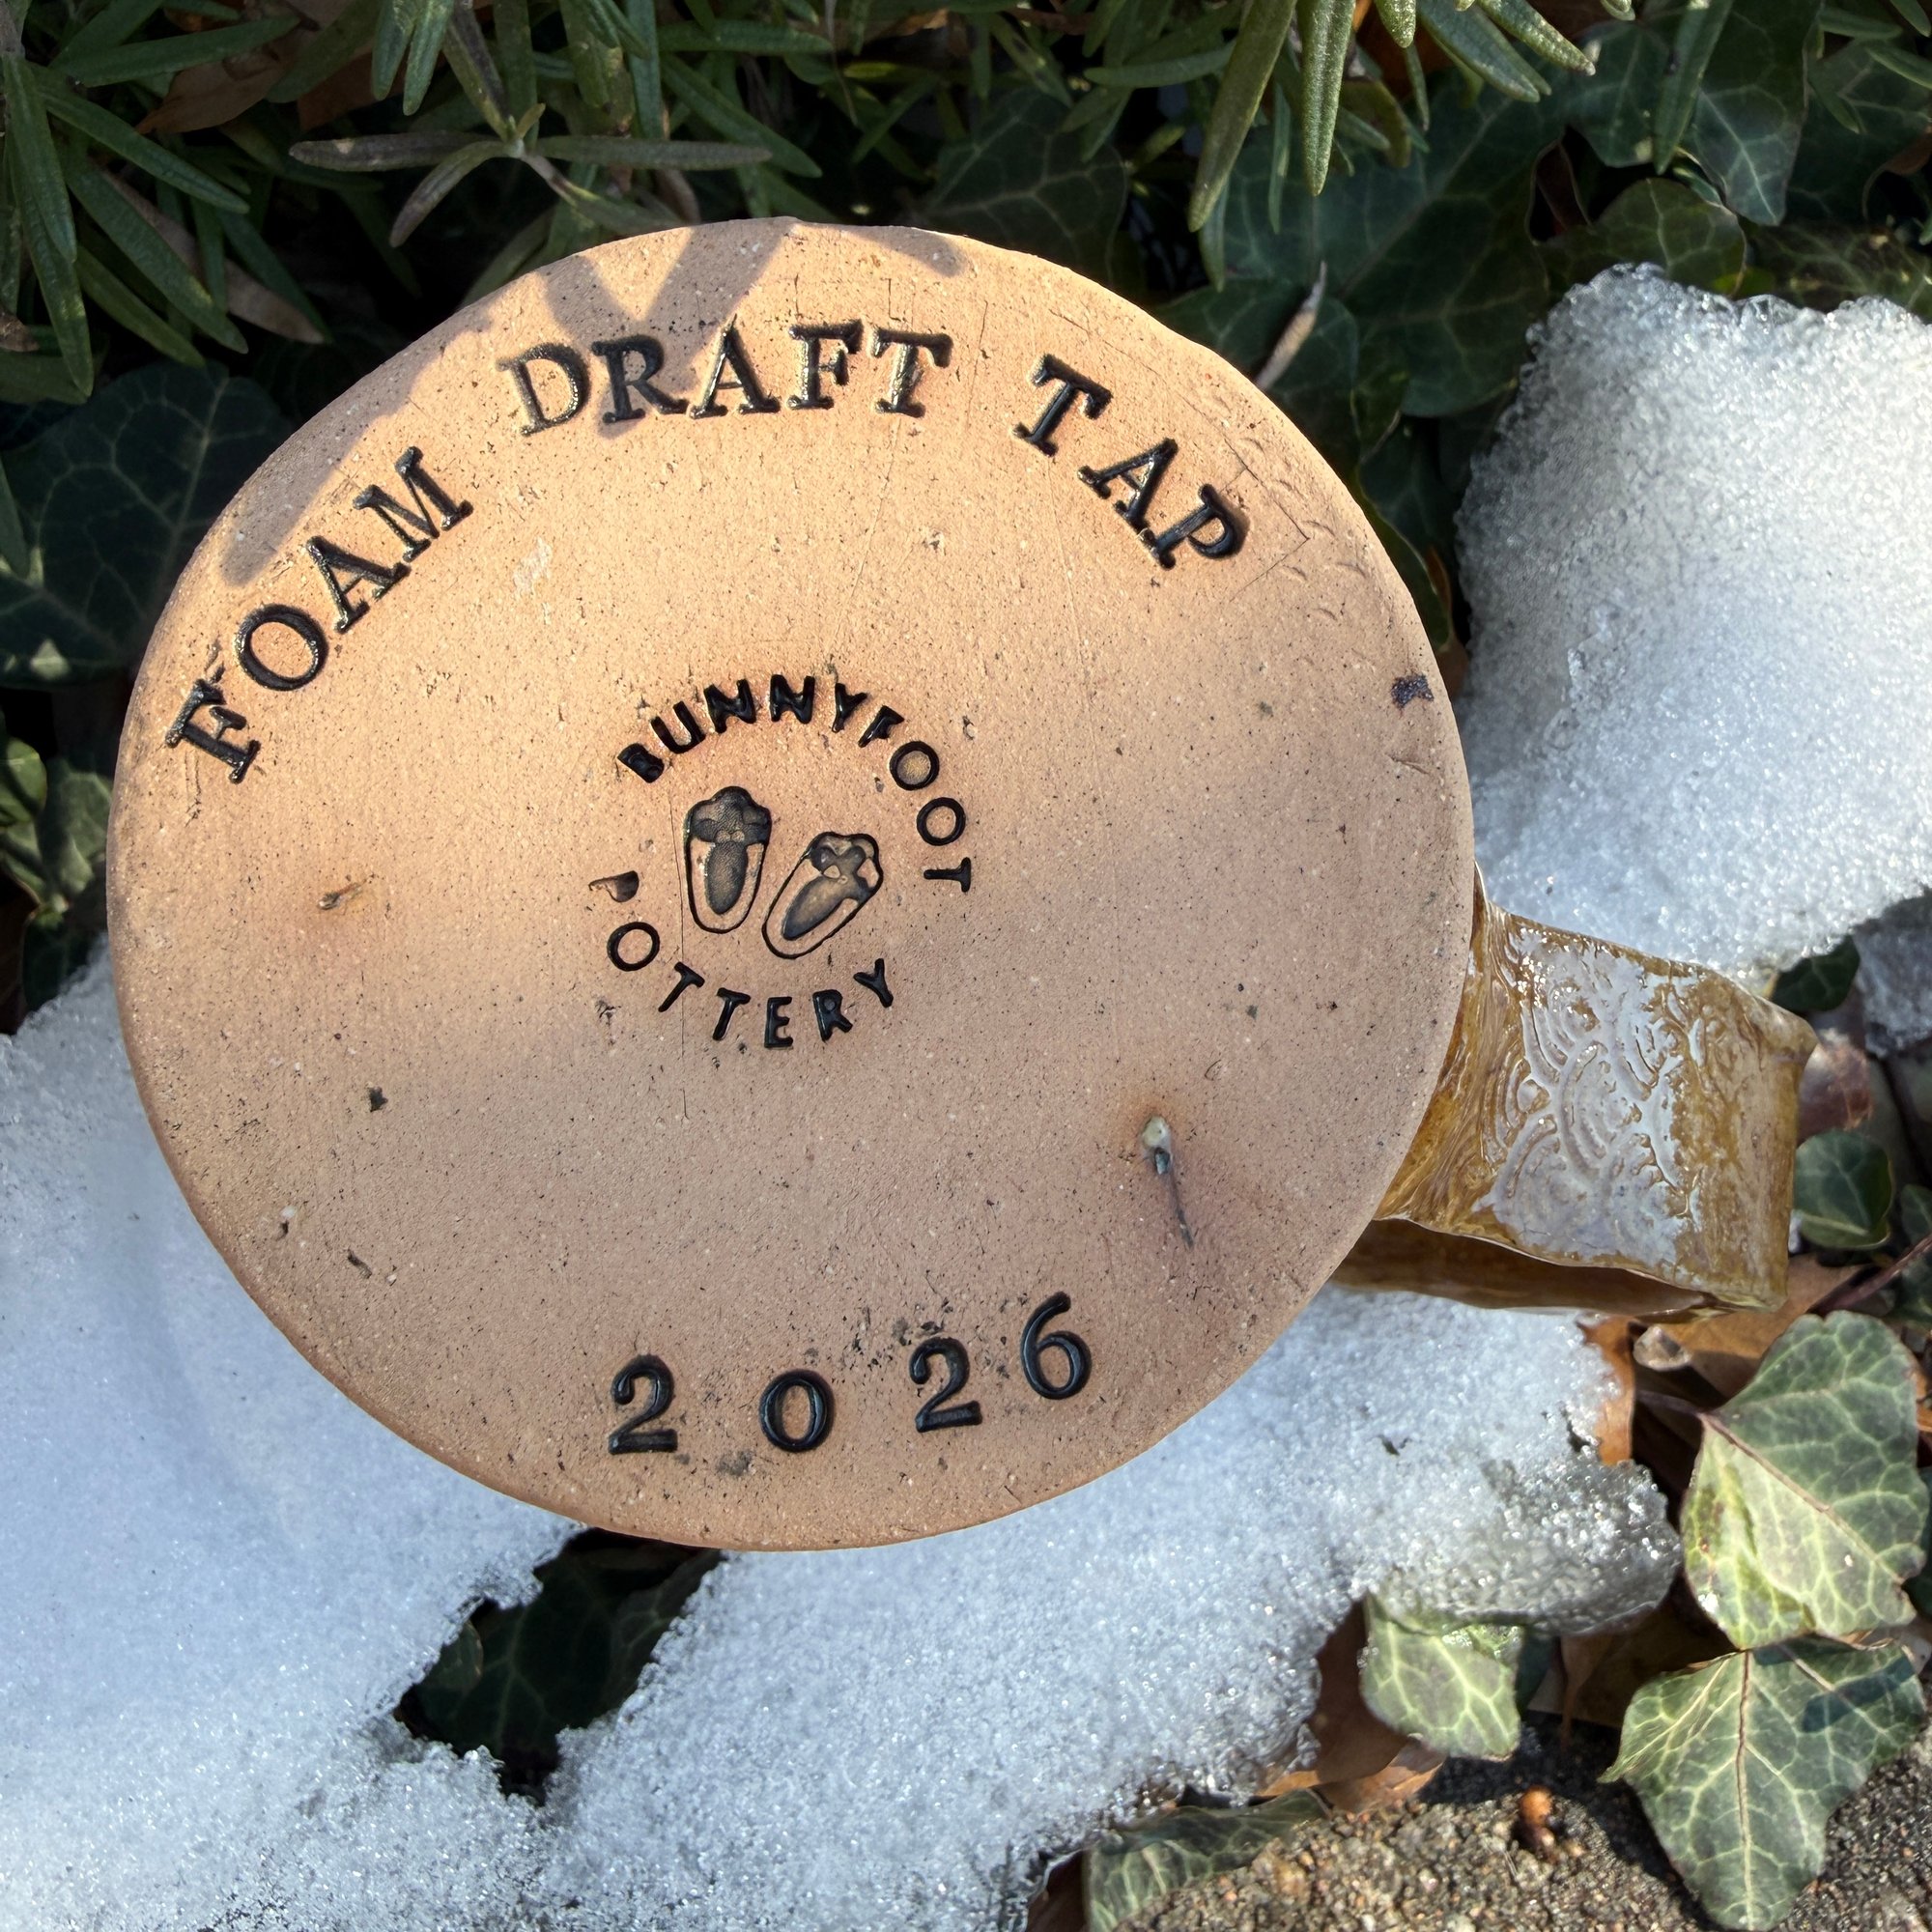 FOAM DRAFT TAP
BUNNYFOOT
POTTERY
2026